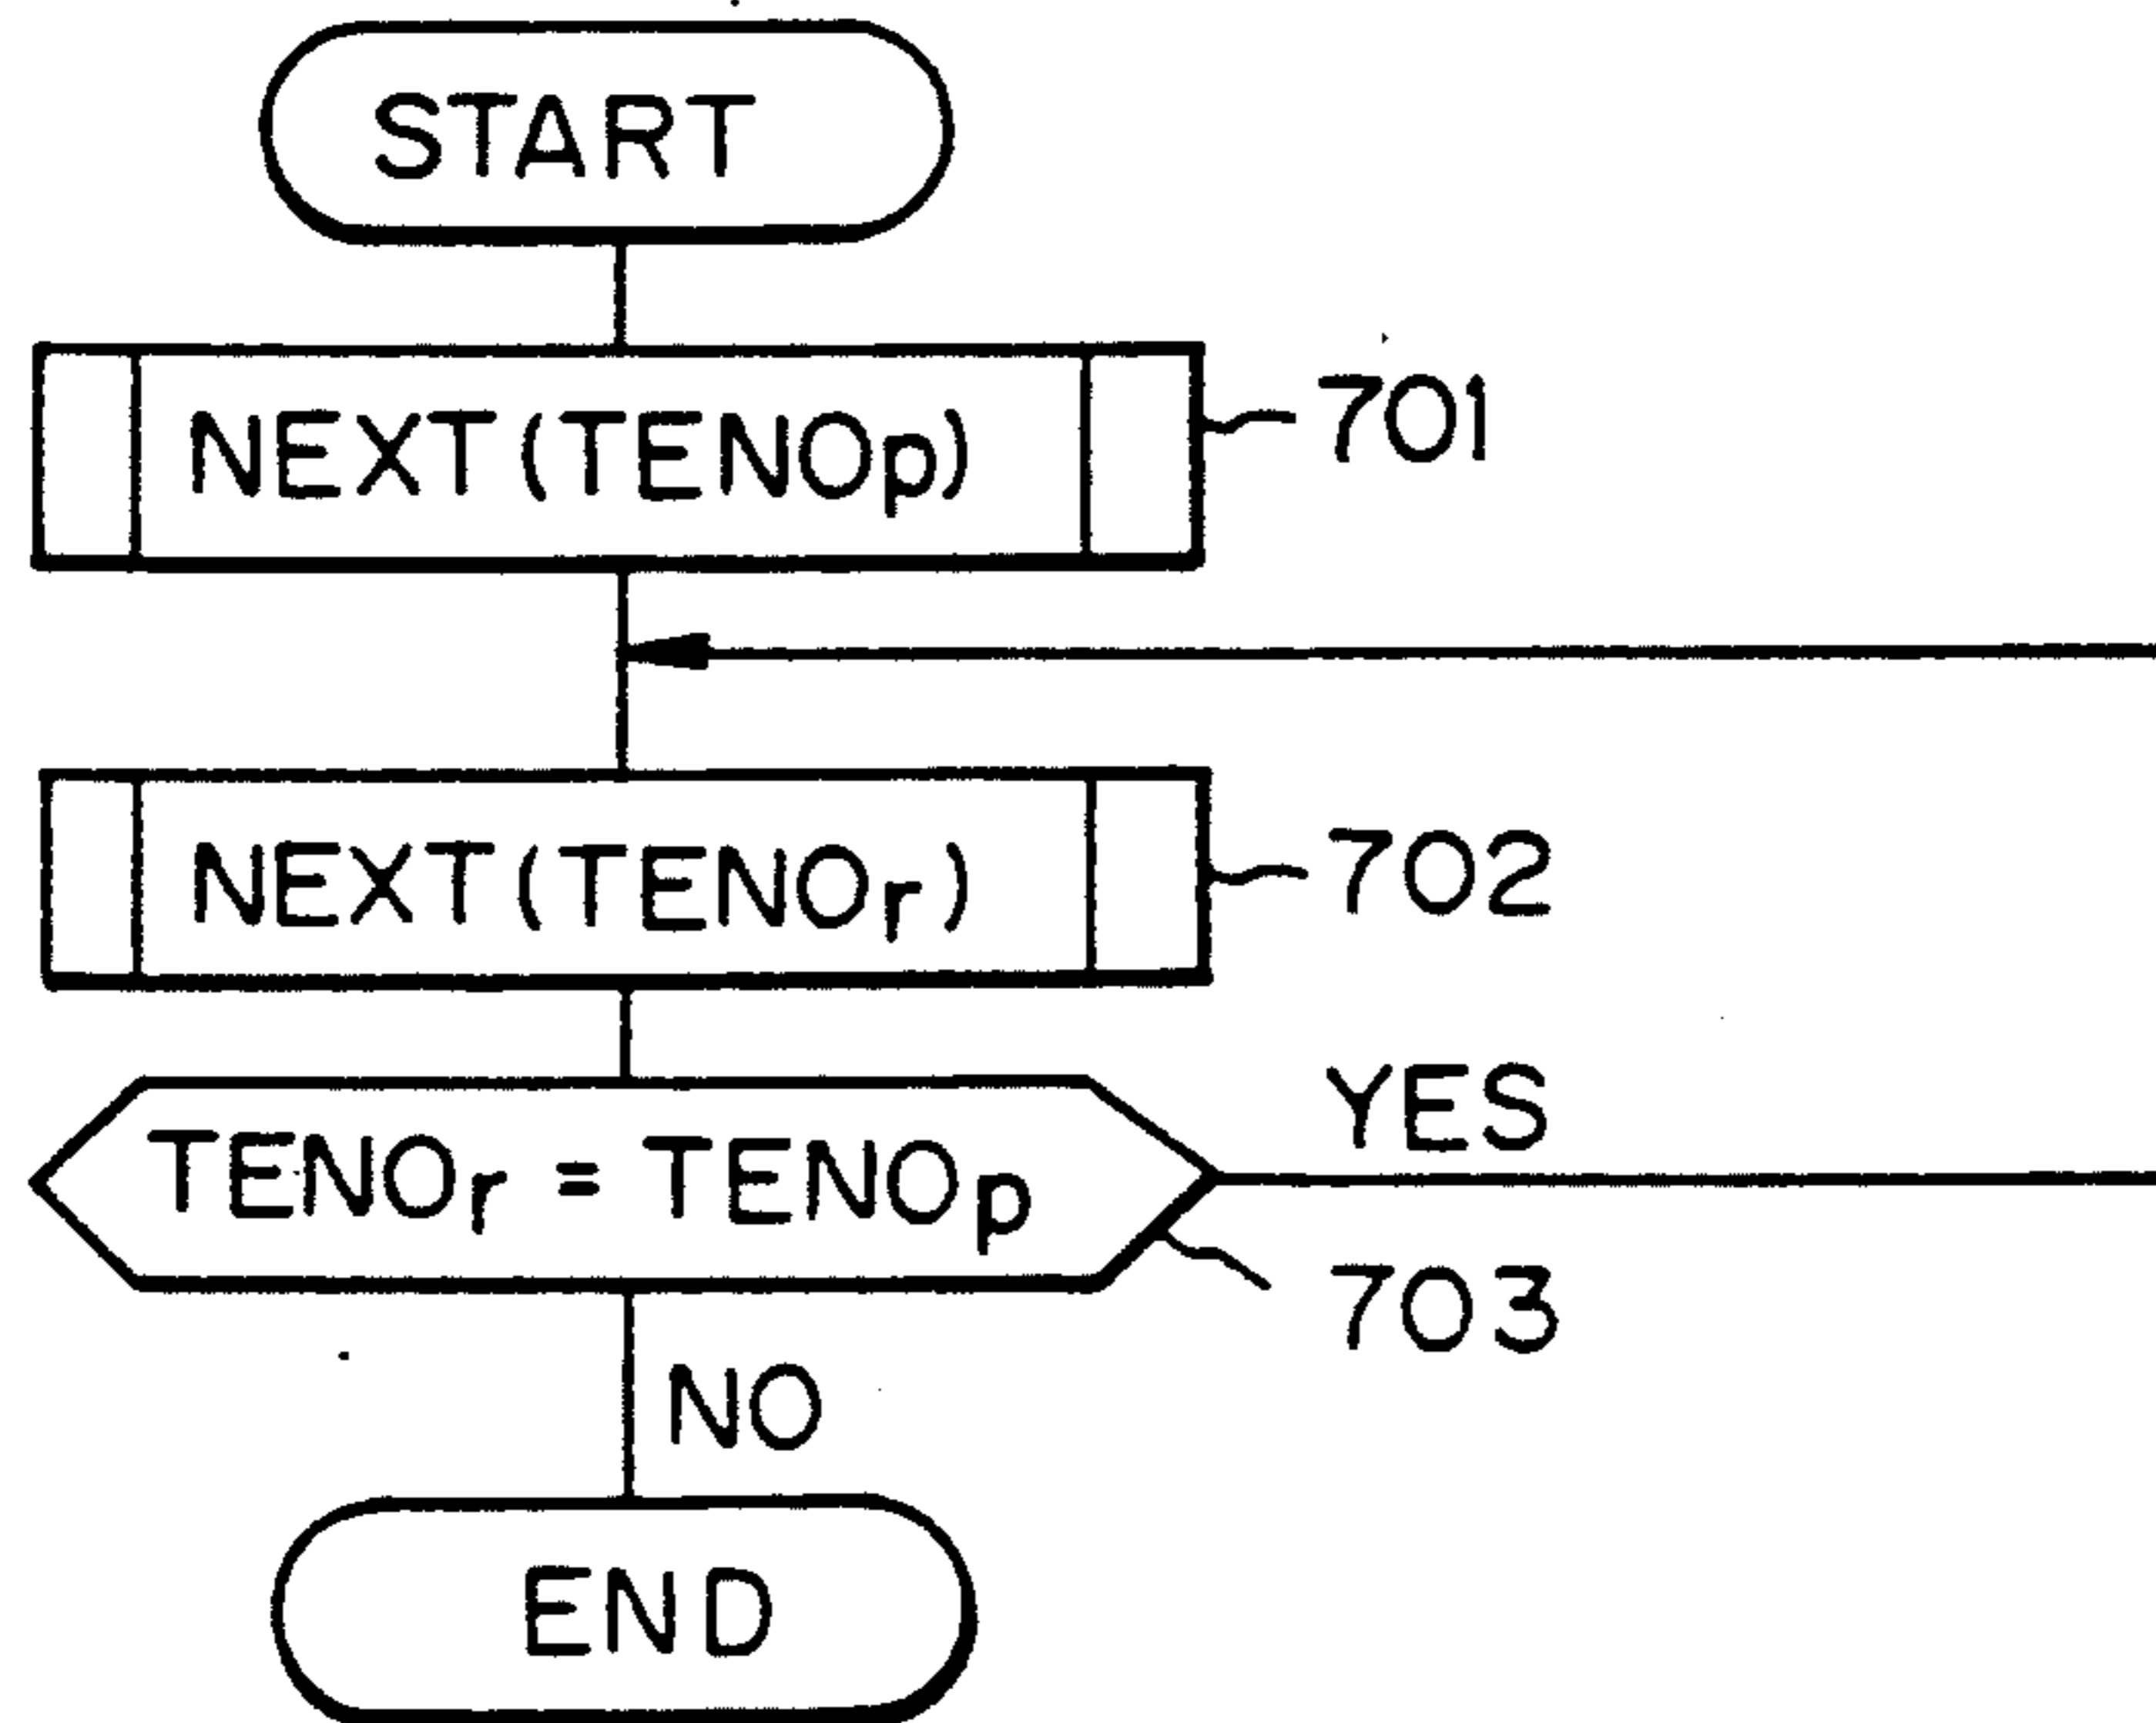 START
NEXT(TENOp)
701
NEXT(TENOr)
702
TENOr = TENOp
YES
703
NO
END